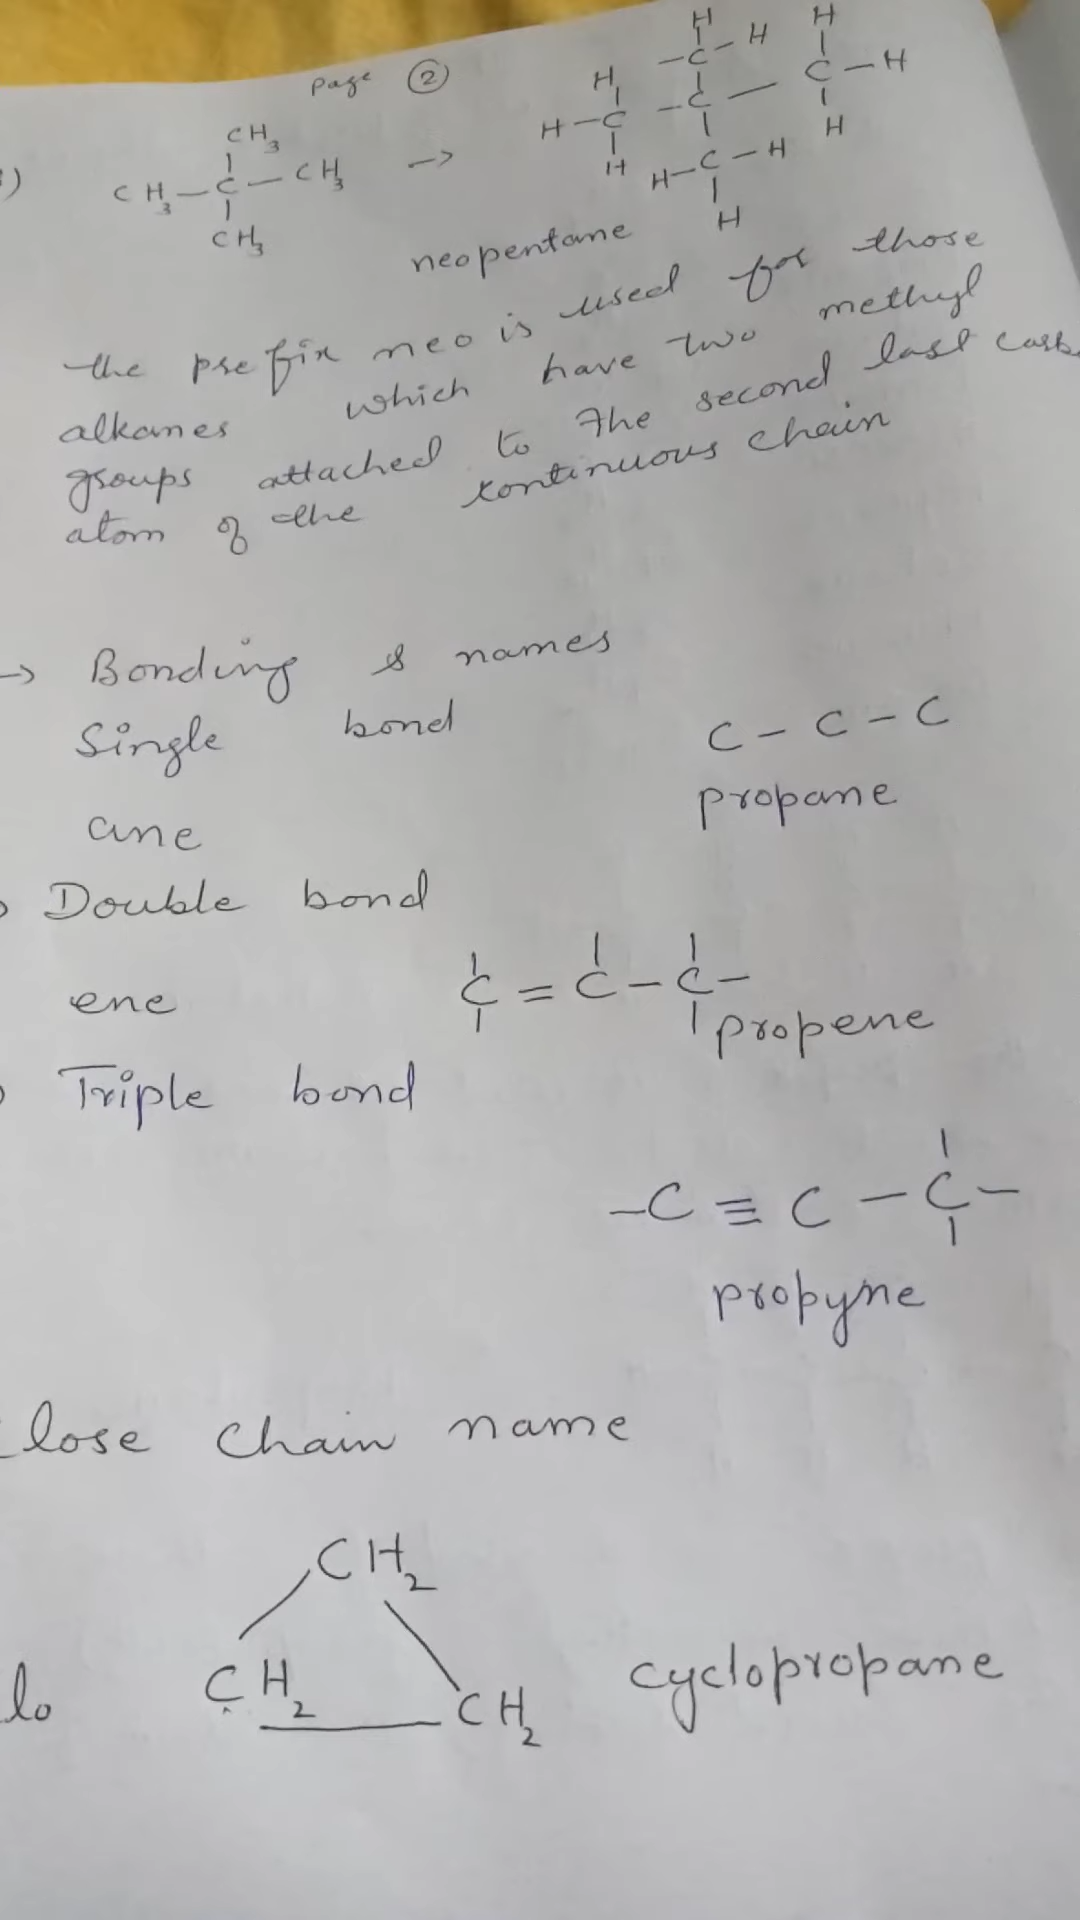 page 2
CH3
CH3 – C – CH3 →
CH3
H
– C – H
H
H – C – C – C – H
H
H
H
H – C – H
H
neopentane
the prefix neo is used for those
alkanes which have two methyl
groups attached to the second last carb
atom of the continuous chain
→ Bonding & names
Single bond
C – C – C
ane
propane
Double bond
ene
C = C – C –
propene
Triple bond
– C ≡ C – C –
propyne
lose chain name
CH2
CH2
CH2
lo
cyclopropane